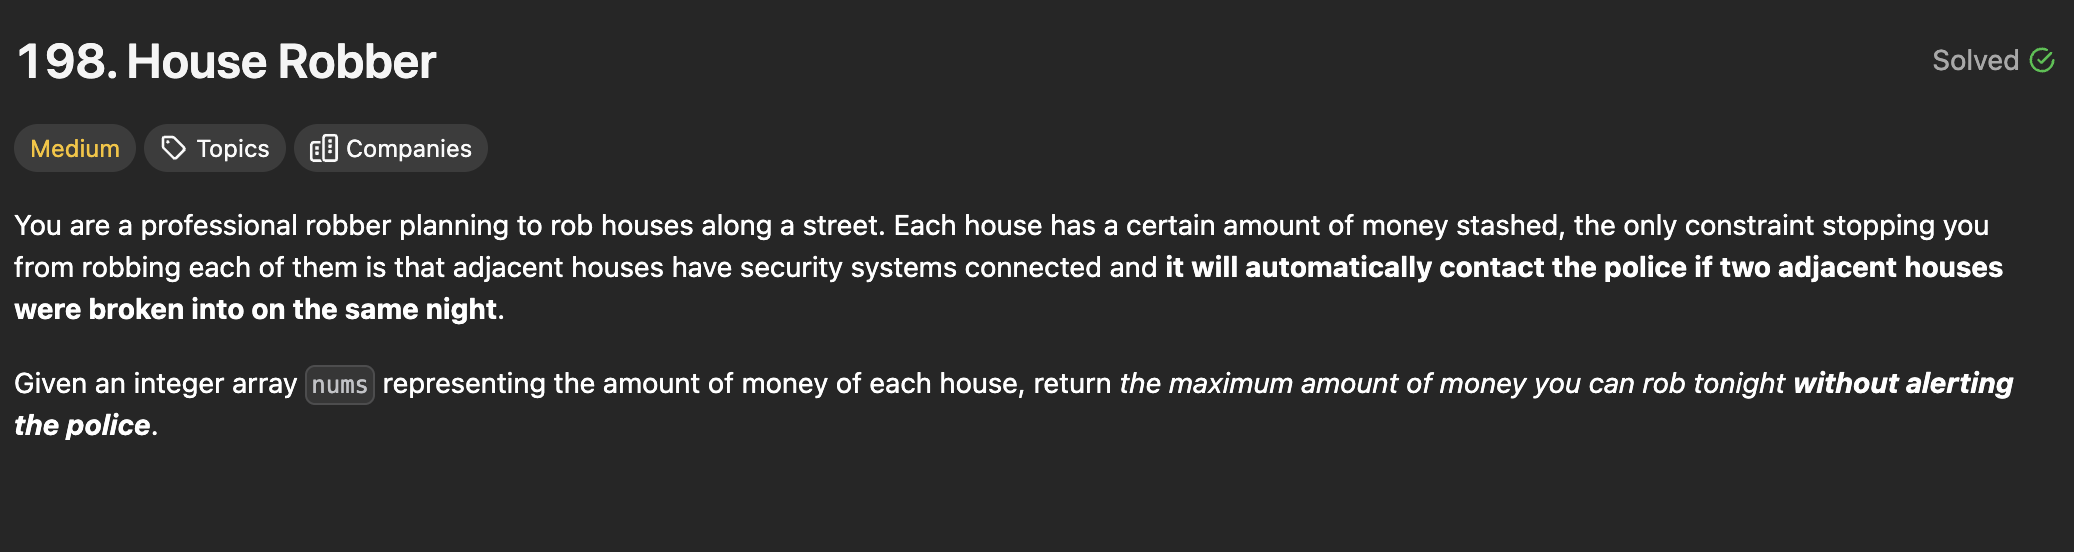 198. House Robber
Solved
Medium
Topics
Companies
You are a professional robber planning to rob houses along a street. Each house has a certain amount of money stashed, the only constraint stopping you
from robbing each of them is that adjacent houses have security systems connected and it will automatically contact the police if two adjacent houses
were broken into on the same night.
Given an integer array nums representing the amount of money of each house, return the maximum amount of money you can rob tonight without alerting
the police.